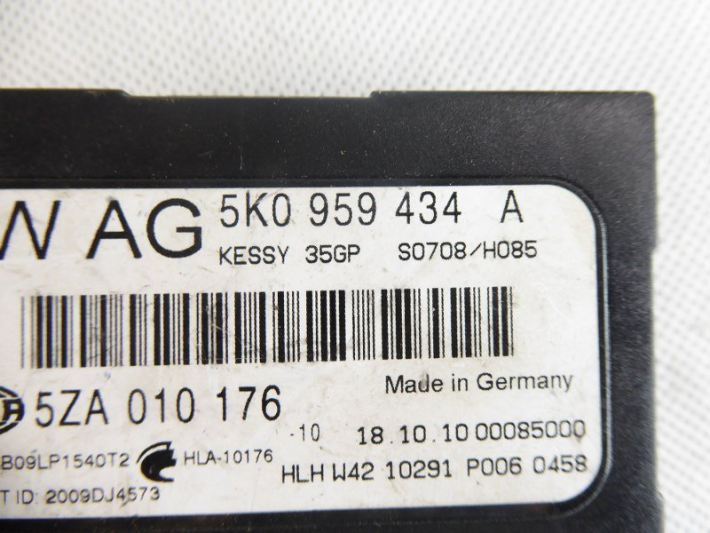 W AG 5K0 959 434 A
KESSY 35GP S0708/H085
5ZA 010 176 Made in Germany
-10 18.10.10 00085000
B09LP1540T2 HLA-10176
HLH W42 10291 P006 0458
T ID: 2009DJ4573